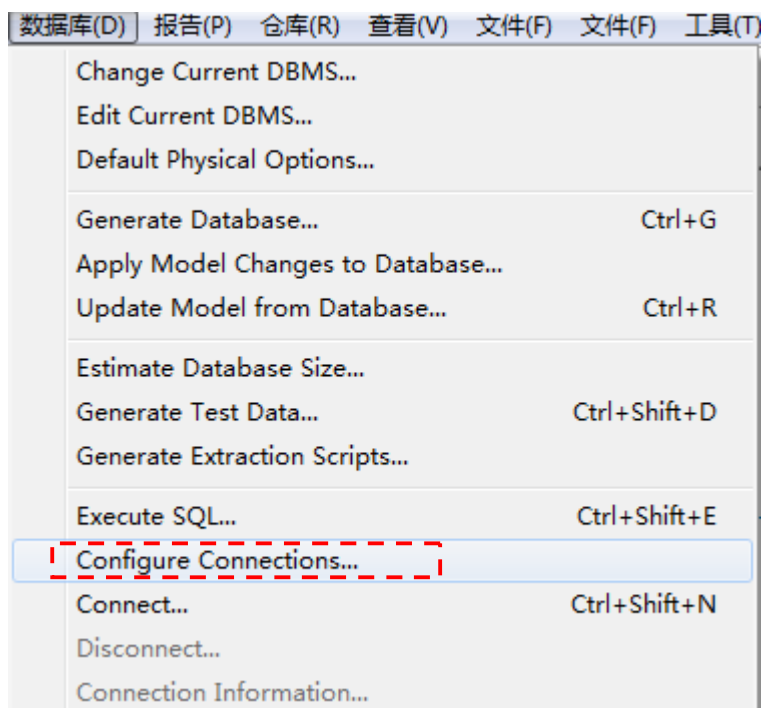 数据库(D) 报告(P) 仓库(R) 查看(V) 文件(F) 文件(F) 工具(T)
Change Current DBMS...
Edit Current DBMS...
Default Physical Options...
Generate Database... Ctrl+G
Apply Model Changes to Database...
Update Model from Database... Ctrl+R
Estimate Database Size...
Generate Test Data... Ctrl+Shift+D
Generate Extraction Scripts...
Execute SQL... Ctrl+Shift+E
Configure Connections...
Connect... Ctrl+Shift+N
Disconnect...
Connection Information...